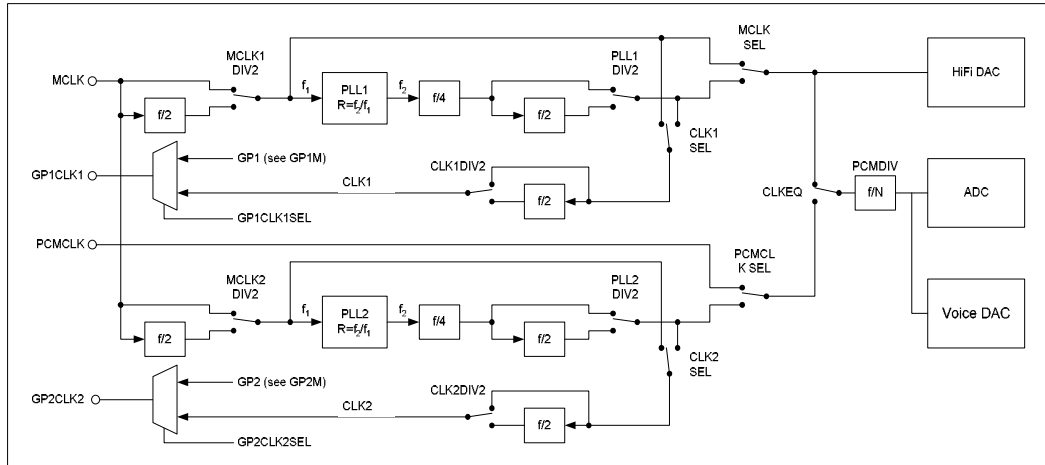 MCLK
SEL
MCLK1
DIV2
PLL1
DIV2
MCLK
f1
PLL1
R=f2/f1
f2
f/4
HiFi DAC
f/2
f/2
CLK1
SEL
GP1 (see GP1M)
CLK1DIV2
PCMDIV
GP1CLK1
CLK1
f/2
CLKEQ
f/N
ADC
GP1CLK1SEL
PCMCLK
PCMCL
K SEL
MCLK2
DIV2
PLL2
DIV2
f1
PLL2
R=f2/f1
f2
f/4
Voice DAC
f/2
f/2
CLK2
SEL
GP2 (see GP2M)
CLK2DIV2
GP2CLK2
CLK2
f/2
GP2CLK2SEL